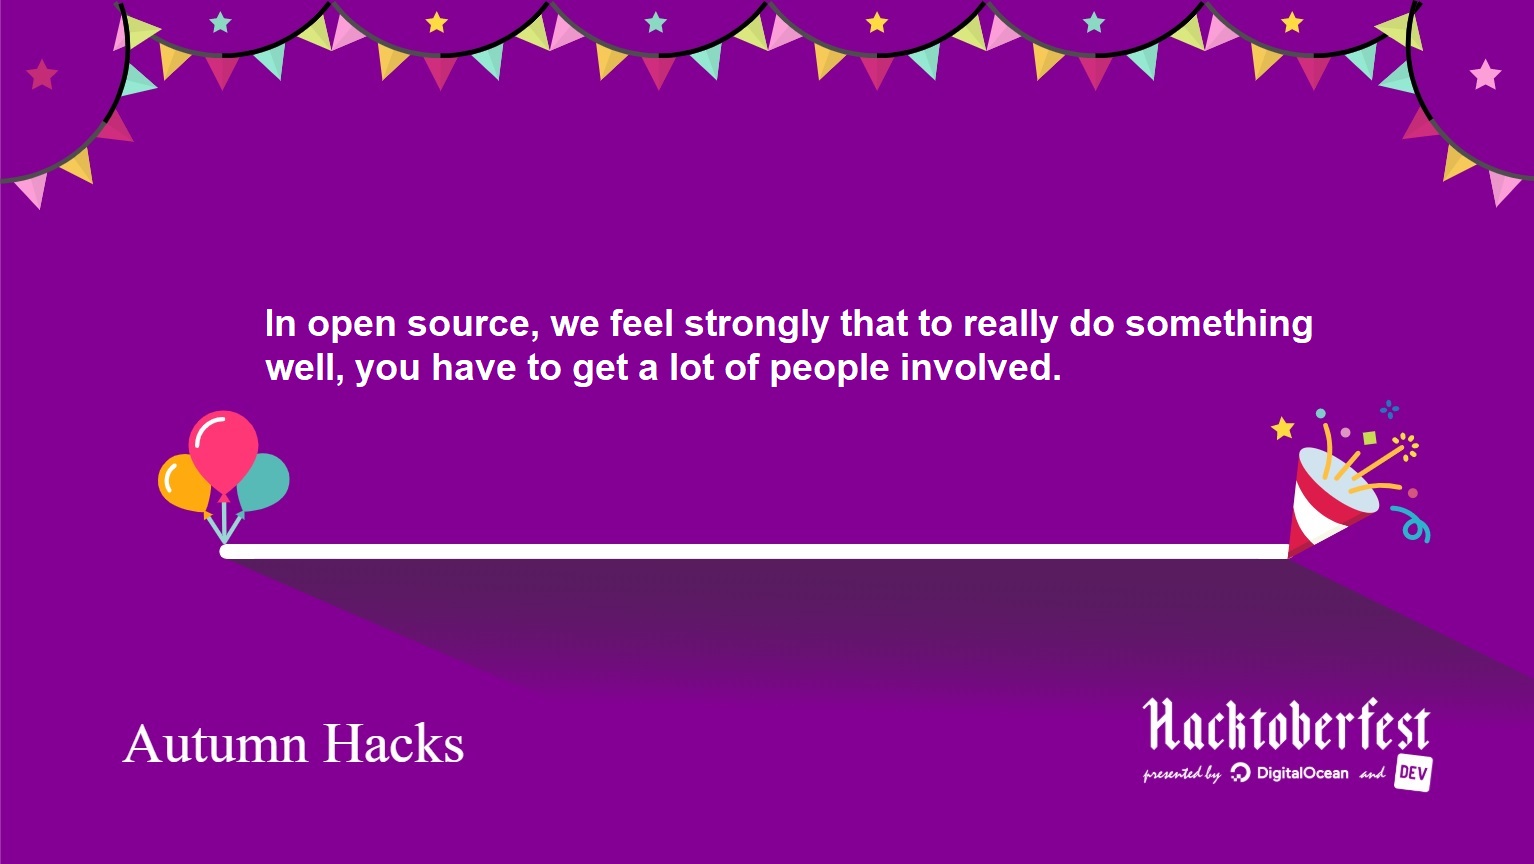 In open source, we feel strongly that to really do something
well, you have to get a lot of people involved.
Autumn Hacks
Hacktoberfest
presented by DigitalOcean and DEV